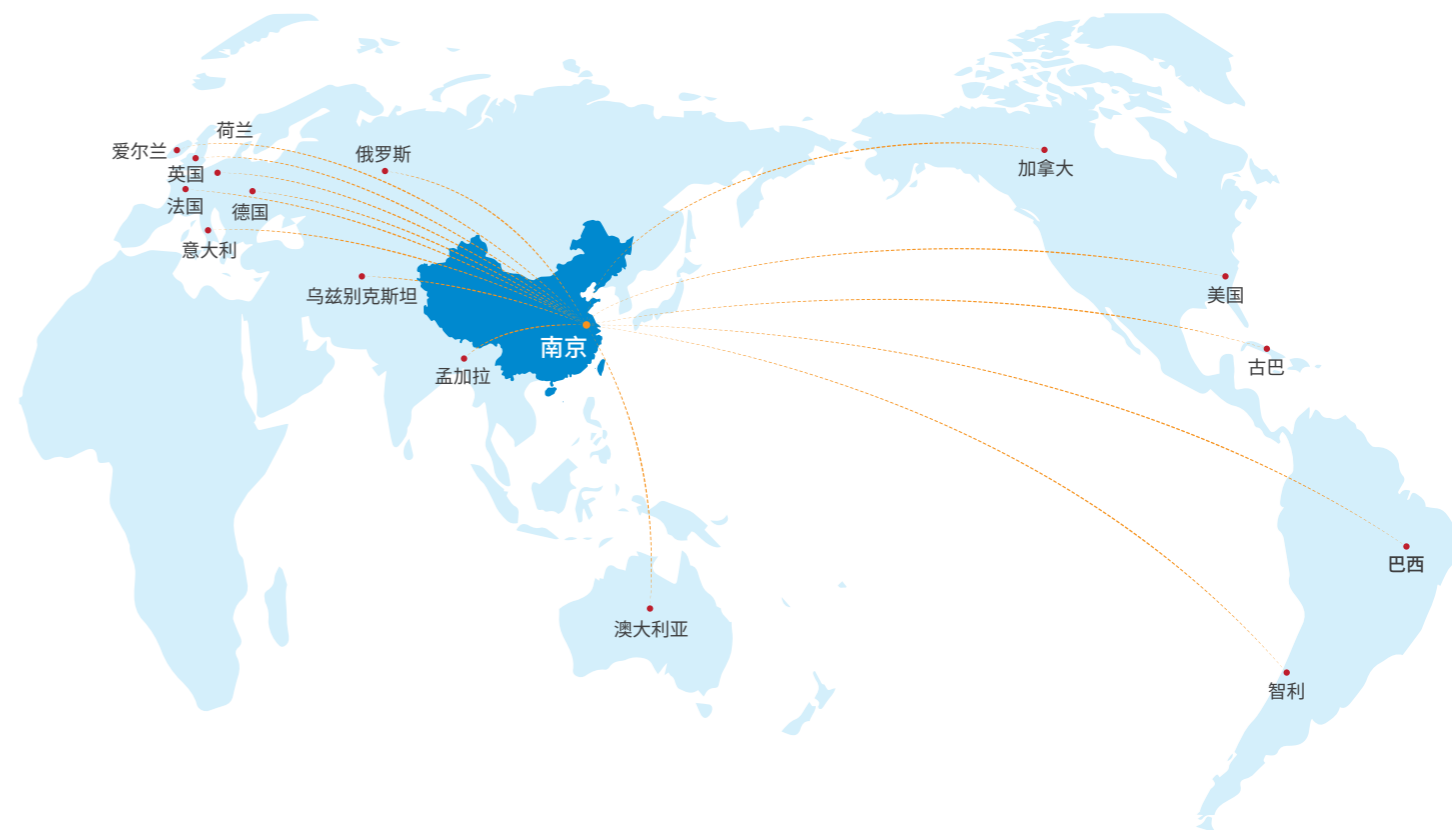 荷兰
爱尔兰
俄罗斯
加拿大
英国
法国
德国
意大利
乌兹别克斯坦
美国
南京
古巴
孟加拉
巴西
澳大利亚
智利